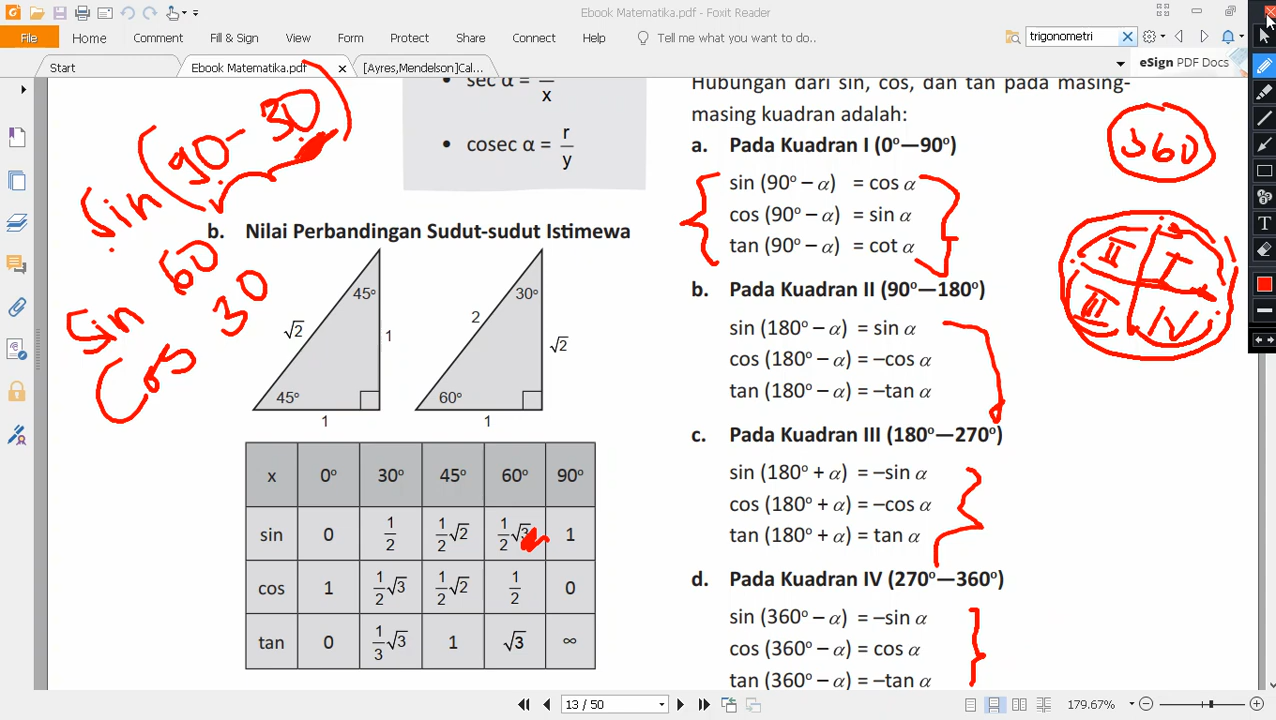 Ebook Matematika.pdf - Foxit Reader
File Home Comment Fill & Sign View Form Protect Share Connect Help Tell me what you want to do.. trigonometri
Start Ebook Matematika.pdf [Ayres,Mendelson]Cal... eSign PDF Docs
sec α = — x
cosec α = r/y
sin (90 - 30)
sin 60
Cos 30
b. Nilai Perbandingan Sudut-sudut Istimewa
45° √2 1 45° 1
30° 2 √2 60° 1
x 0° 30° 45° 60° 90°
sin 0 1/2 1/2√2 1/2√3 1
cos 1 1/2√3 1/2√2 1/2 0
tan 0 1/3√3 1 √3 ∞
Hubungan dari sin, cos, dan tan pada masing-
masing kuadran adalah:
a. Pada Kuadran I (0°—90°)
sin (90° – α) = cos α
cos (90° – α) = sin α
tan (90° – α) = cot α
b. Pada Kuadran II (90°—180°)
sin (180° – α) = sin α
cos (180° – α) = –cos α
tan (180° – α) = –tan α
c. Pada Kuadran III (180°—270°)
sin (180° + α) = –sin α
cos (180° + α) = –cos α
tan (180° + α) = tan α
d. Pada Kuadran IV (270°—360°)
sin (360° – α) = –sin α
cos (360° – α) = cos α
tan (360° – α) = –tan α
360
II I
III IV
13 / 50 179.67%